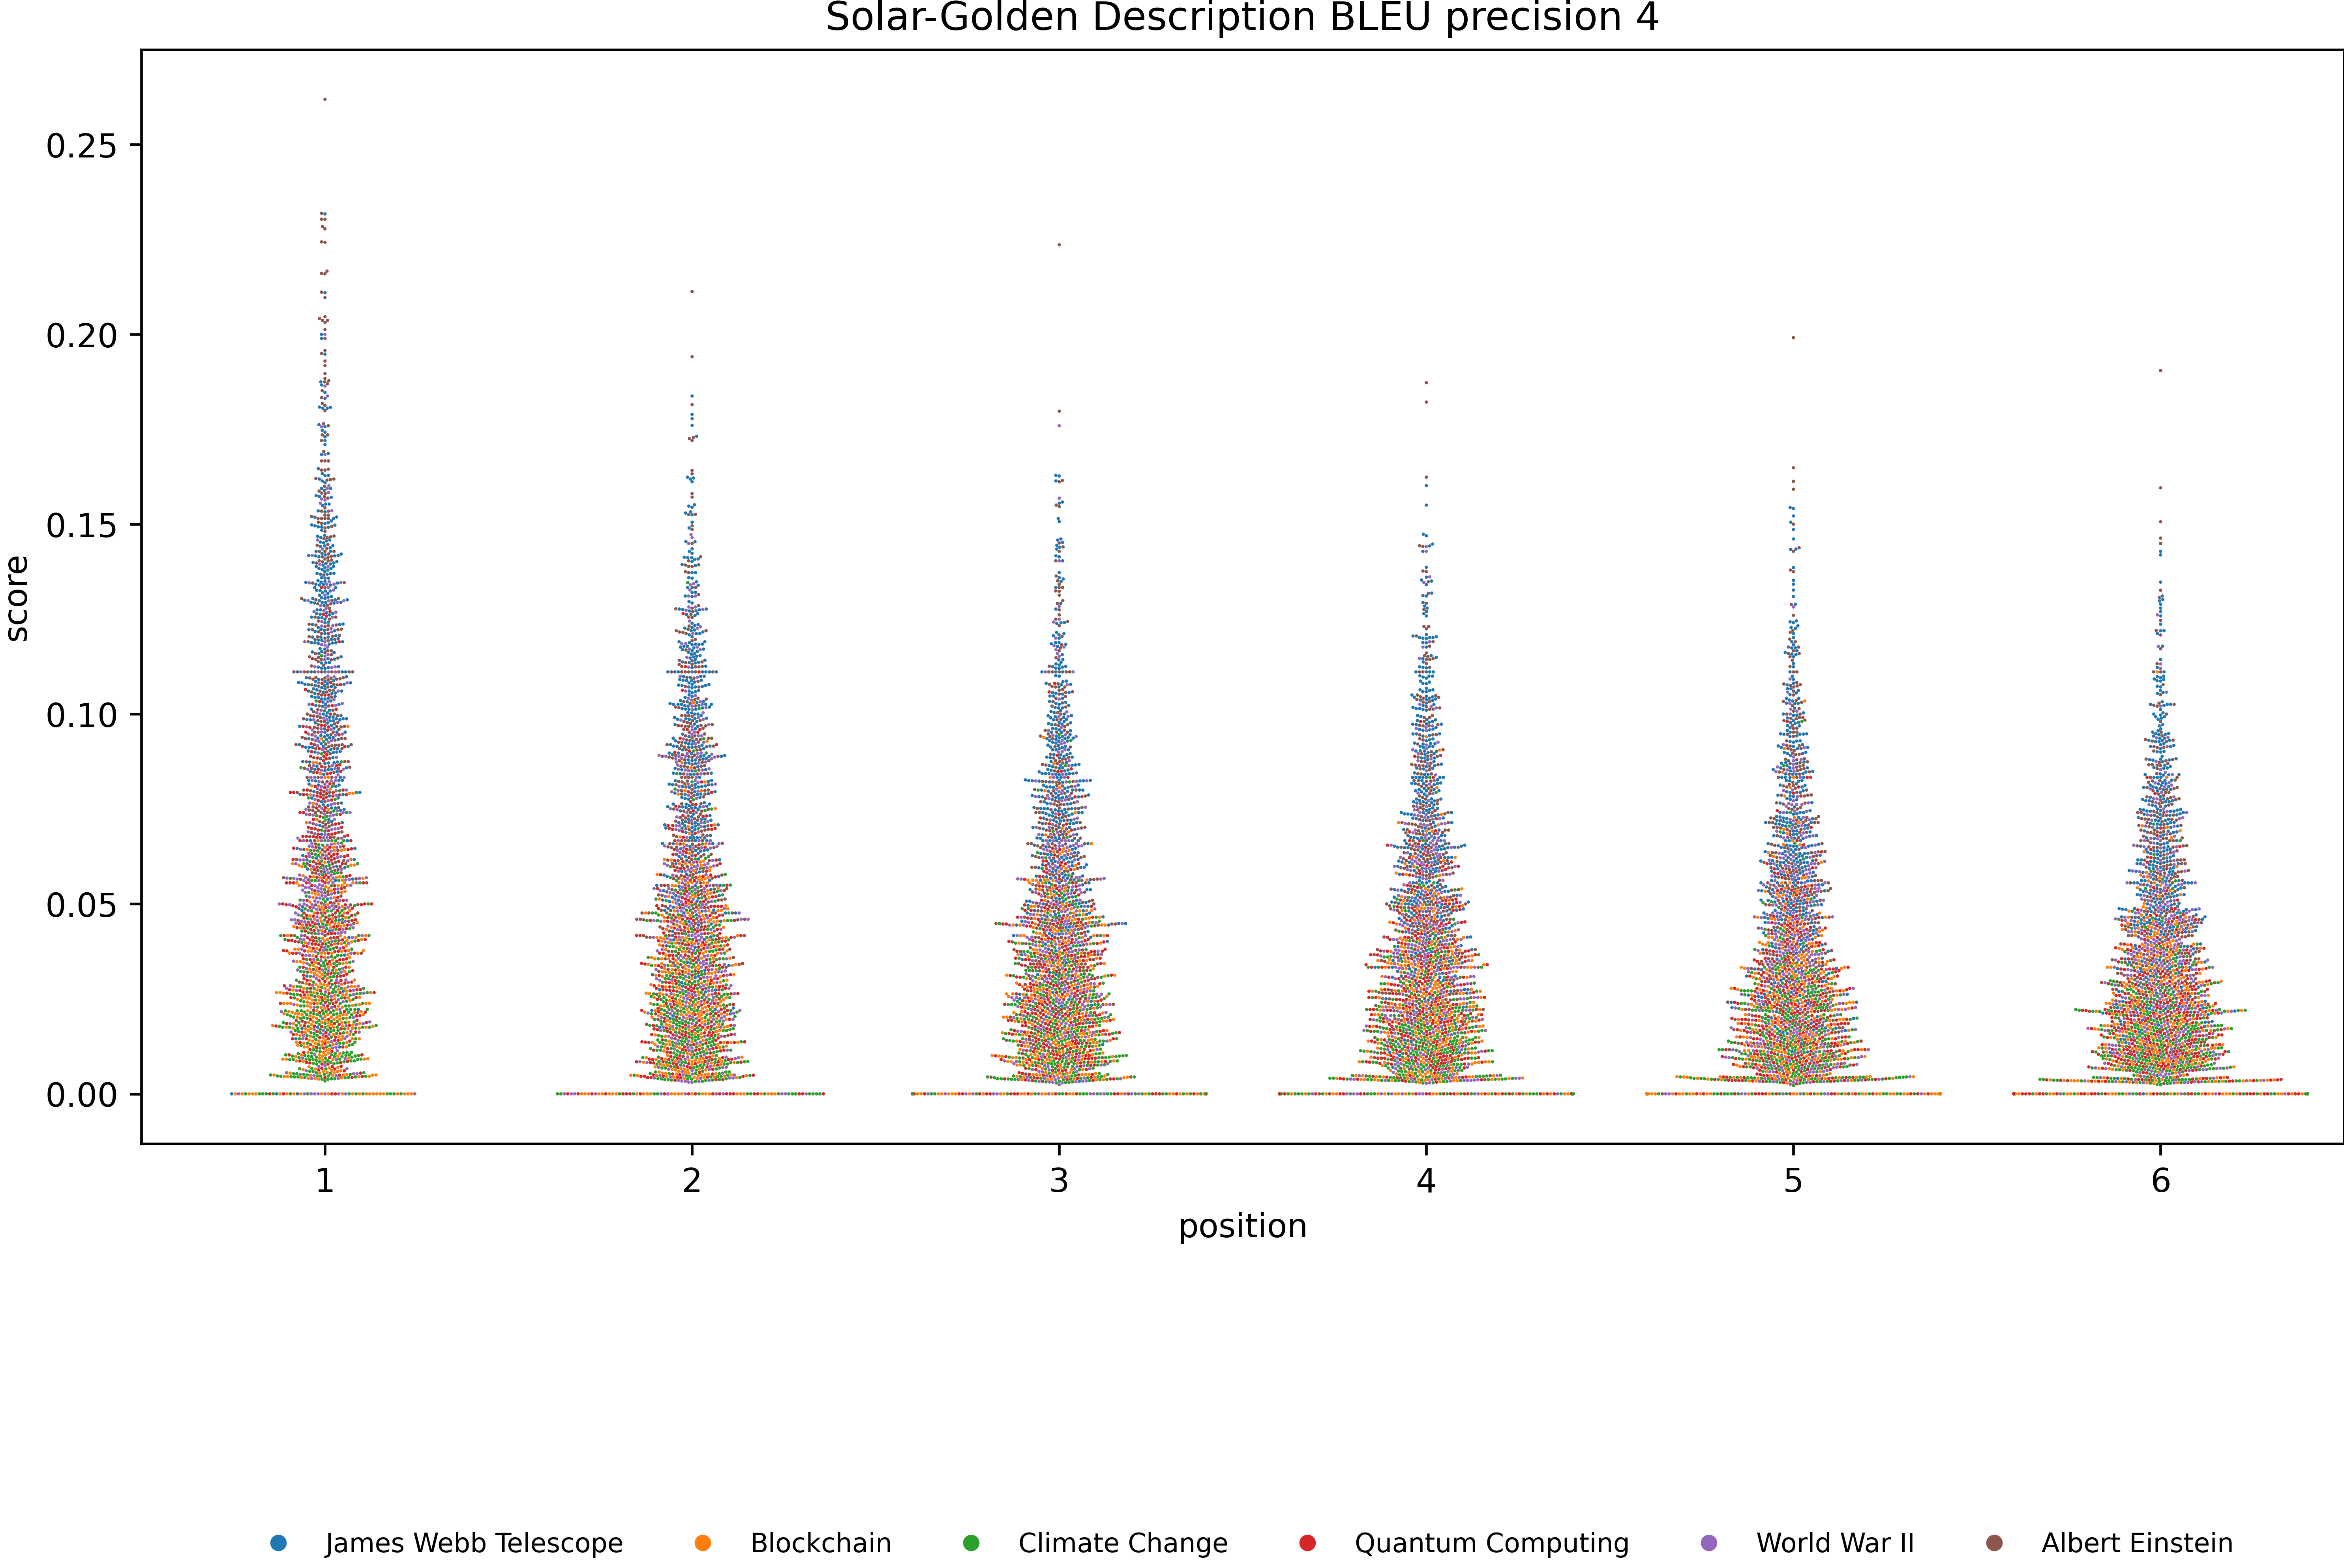 Solar-Golden Description BLEU precision 4
0.25
0.20
0.15
0.10
0.05
0.00
score
1 2 3 4 5 6
position
James Webb Telescope Blockchain Climate Change Quantum Computing World War II Albert Einstein